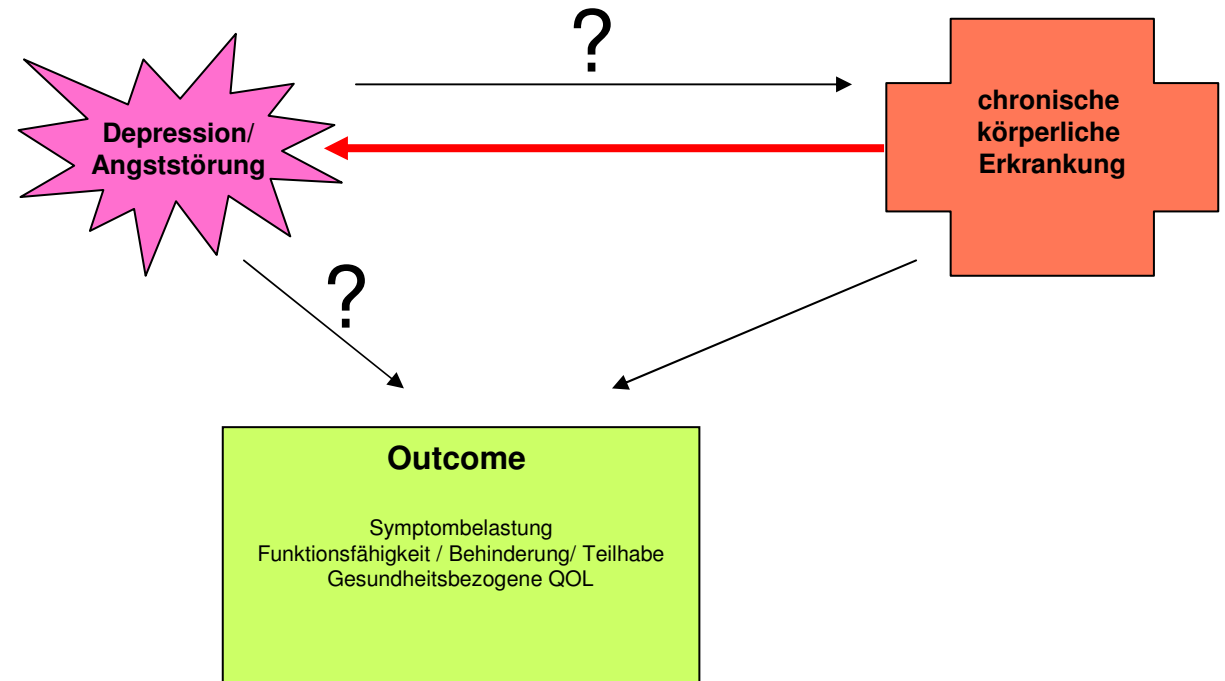 ?
Depression/
Angststörung
chronische
körperliche
Erkrankung
?
Outcome
Symptombelastung
Funktionsfähigkeit / Behinderung/ Teilhabe
Gesundheitsbezogene QOL